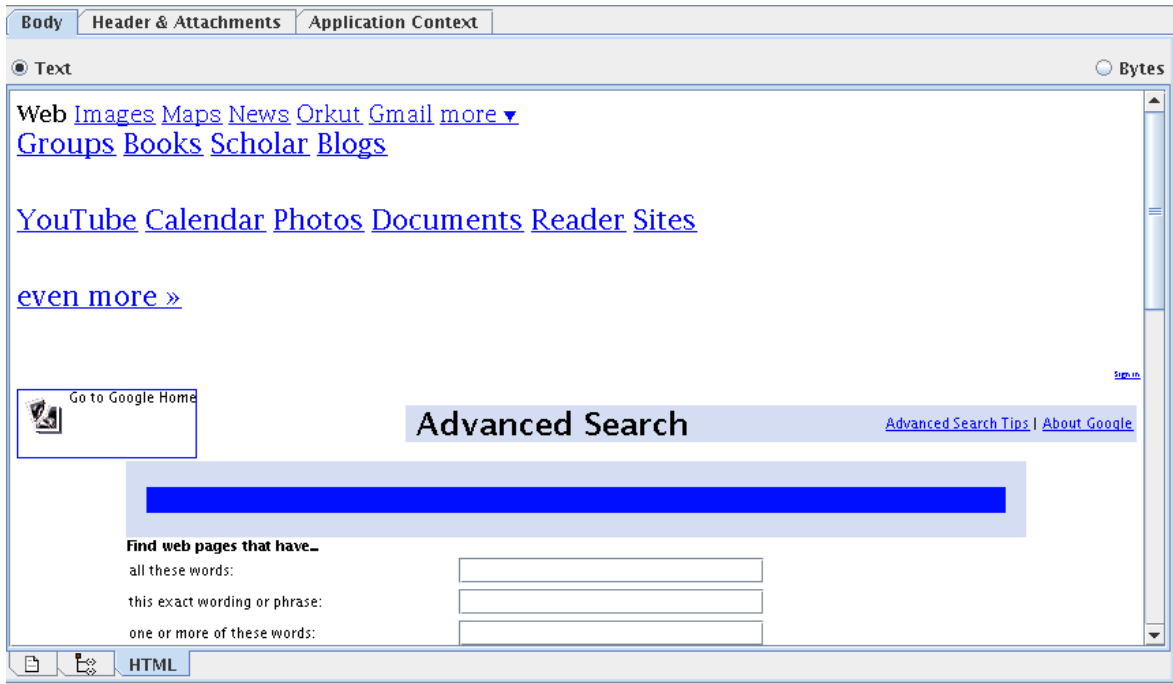 Body Header & Attachments Application Context
Text Bytes
Web Images Maps News Orkut Gmail more ▼
Groups Books Scholar Blogs
YouTube Calendar Photos Documents Reader Sites
even more »
Sign in
Go to Google Home
Advanced Search Advanced Search Tips | About Google
Find web pages that have...
all these words:
this exact wording or phrase:
one or more of these words:
HTML